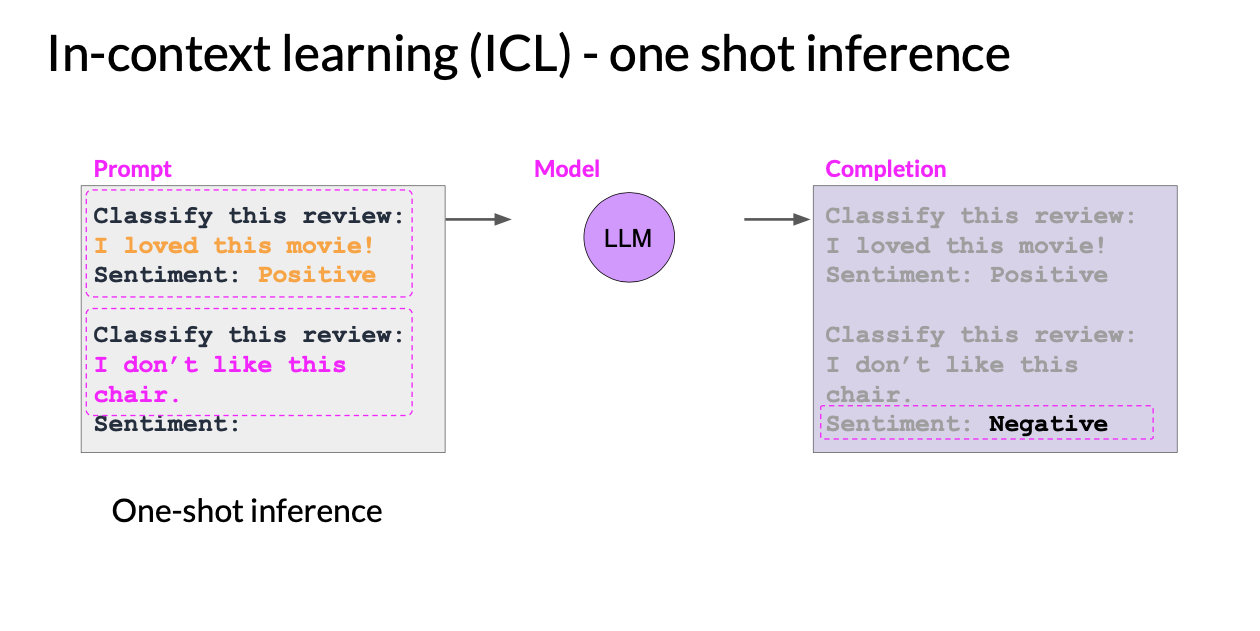 In-context learning (ICL) - one shot inference
Prompt
Model
Completion
Classify this review:
I loved this movie!
Sentiment: Positive
Classify this review:
I don’t like this
chair.
Sentiment:
LLM
Classify this review:
I loved this movie!
Sentiment: Positive
Classify this review:
I don’t like this
chair.
Sentiment: Negative
One-shot inference